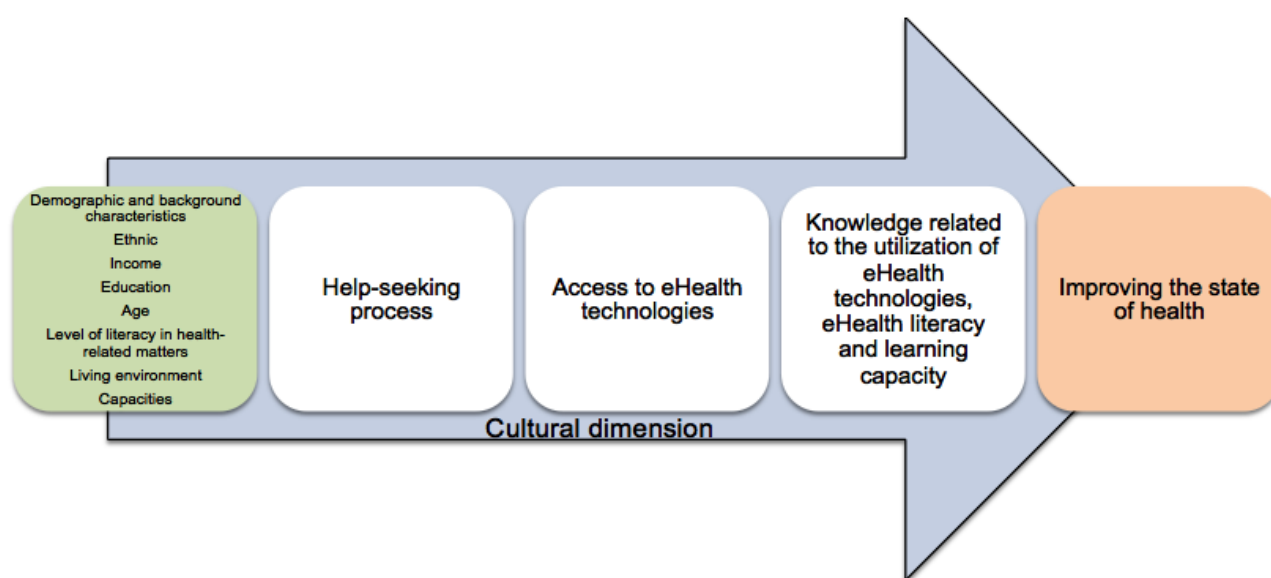 Demographic and background
characteristics
Ethnic
Income
Education
Age
Level of literacy in health-
related matters
Living environment
Capacities
Help-seeking
process
Access to eHealth
technologies
Knowledge related
to the utilization of
eHealth
technologies,
eHealth literacy
and learning
capacity
Improving the state
of health
Cultural dimension